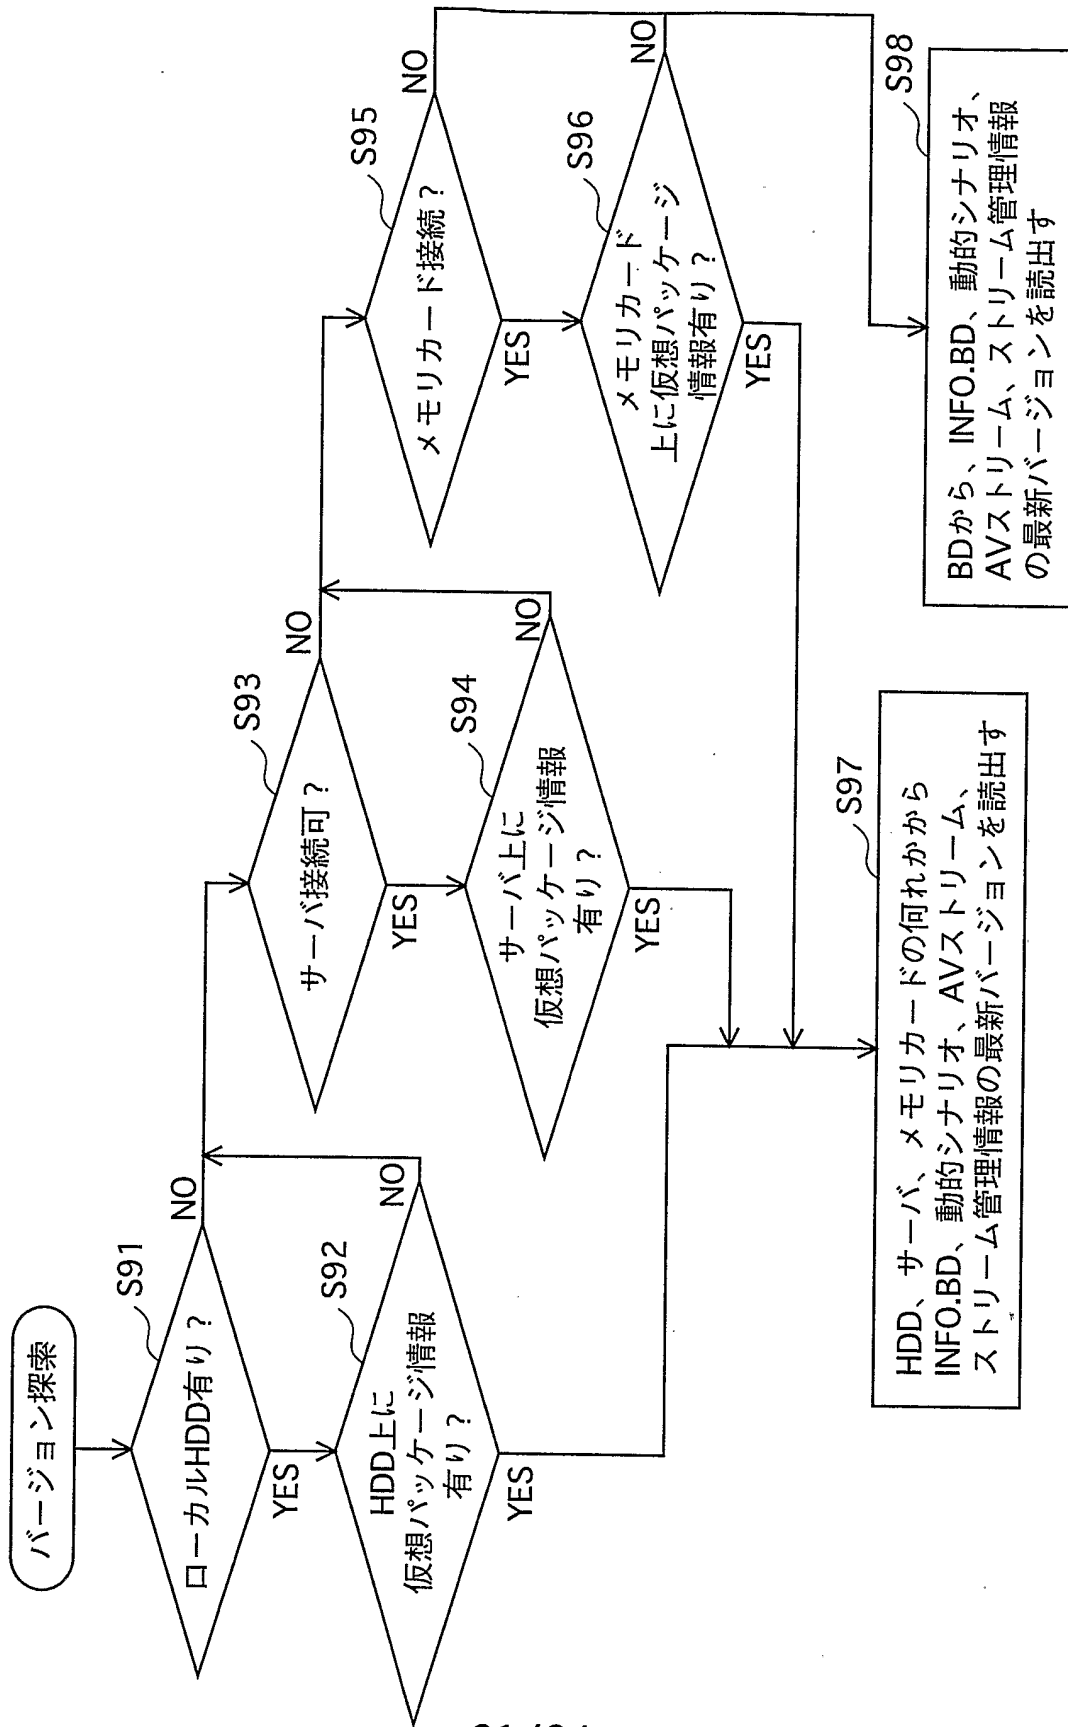 バージョン探索
S91
ローカルHDD有り？
NO
YES
S92
HDD上に
仮想パッケージ情報
有り？
NO
YES
S93
サーバ接続可？
NO
YES
S94
サーバ上に
仮想パッケージ情報
有り？
NO
YES
S95
メモリカード接続？
NO
YES
S96
メモリカード
上に仮想パッケージ
情報有り？
NO
YES
S97
HDD、サーバ、メモリカードの何れかから
INFO.BD、動的シナリオ、AVストリーム、
ストリーム管理情報の最新バージョンを読出す
S98
BDから、INFO.BD、動的シナリオ、
AVストリーム、ストリーム管理情報
の最新バージョンを読出す